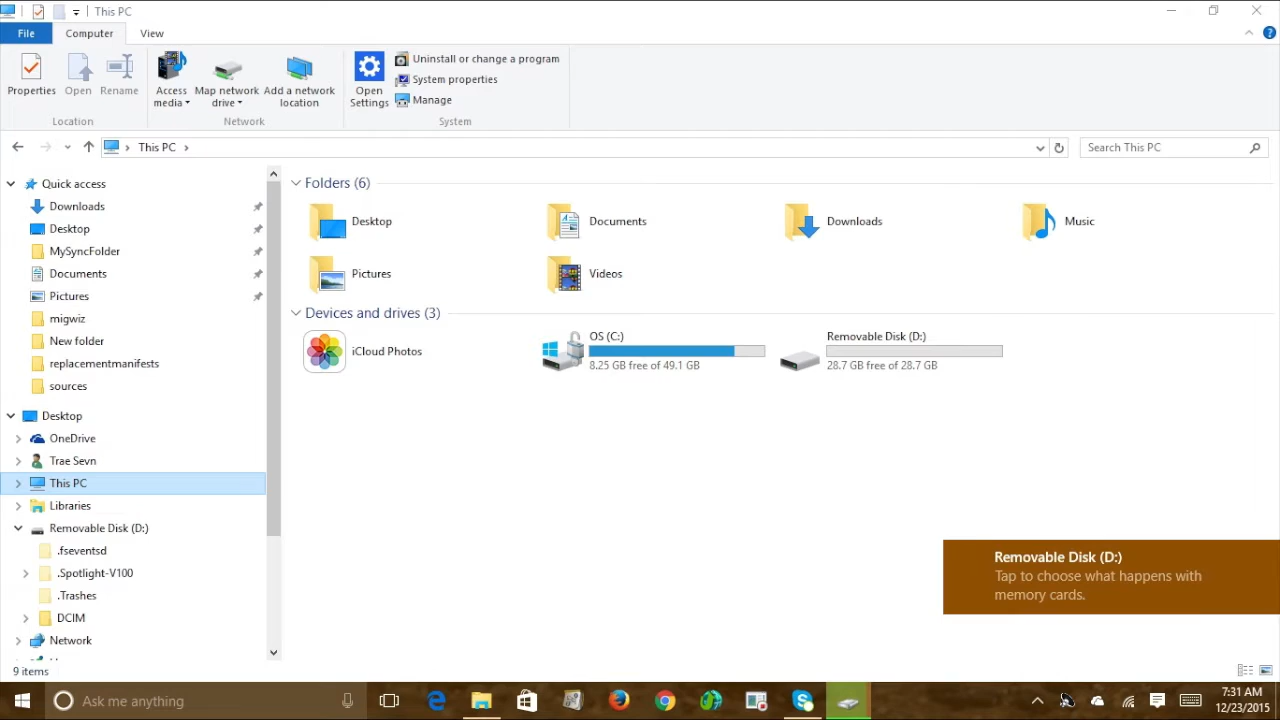 This PC
File
Computer
View
Properties
Open
Rename
Access media
Map network drive
Add a network location
Open Settings
Uninstall or change a program
System properties
Manage
Location
Network
System
This PC
Search This PC
Quick access
Downloads
Desktop
MySyncFolder
Documents
Pictures
migwiz
New folder
replacementmanifests
sources
Desktop
OneDrive
Trae Sevn
This PC
Libraries
Removable Disk (D:)
.fseventsd
.Spotlight-V100
.Trashes
DCIM
Network
Folders (6)
Desktop
Documents
Downloads
Music
Pictures
Videos
Devices and drives (3)
iCloud Photos
OS (C:)
8.25 GB free of 49.1 GB
Removable Disk (D:)
28.7 GB free of 28.7 GB
Removable Disk (D:)
Tap to choose what happens with
memory cards.
9 items
Ask me anything
7:31 AM
12/23/2015